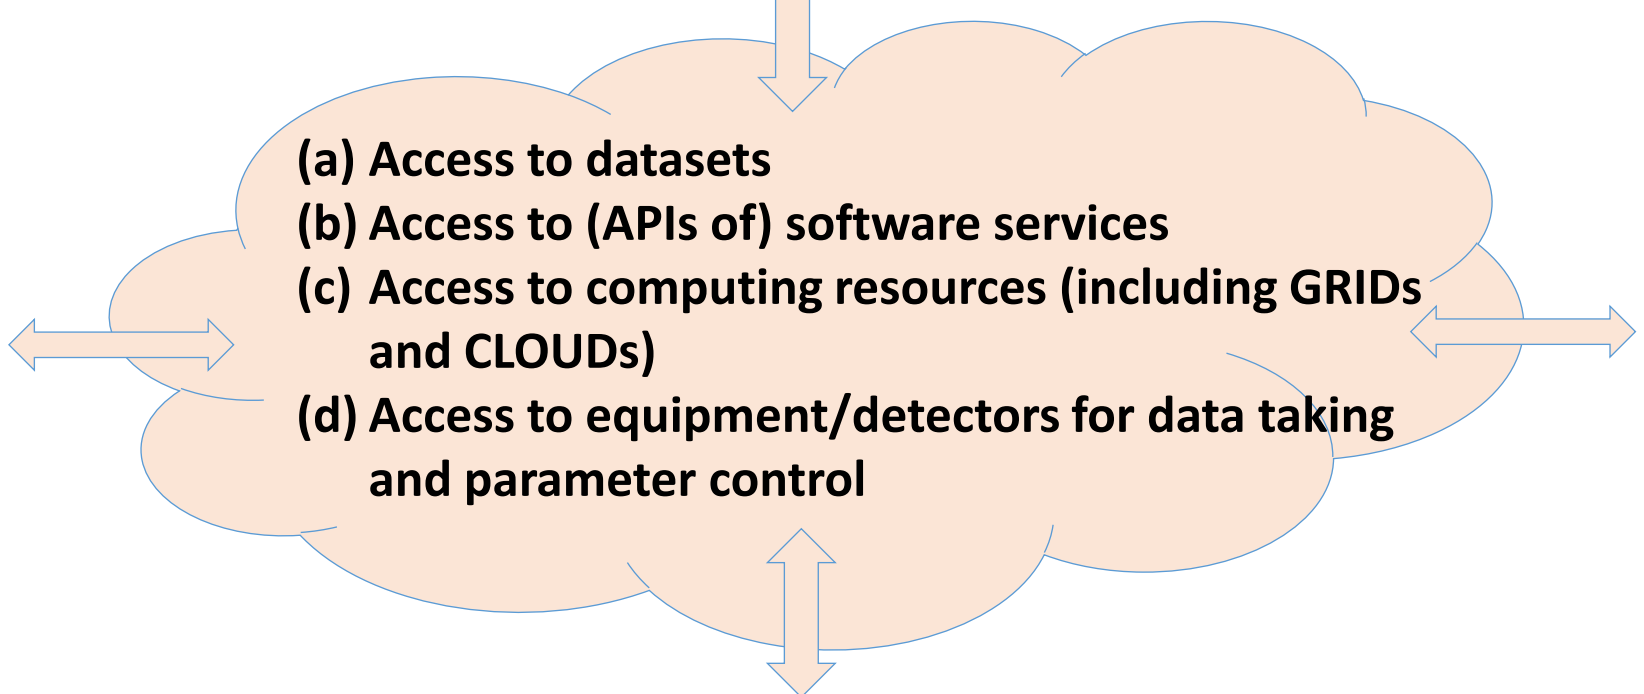 (a) Access to datasets
(b) Access to (APIs of) software services
(c) Access to computing resources (including GRIDs
and CLOUDs)
(d) Access to equipment/detectors for data taking
and parameter control